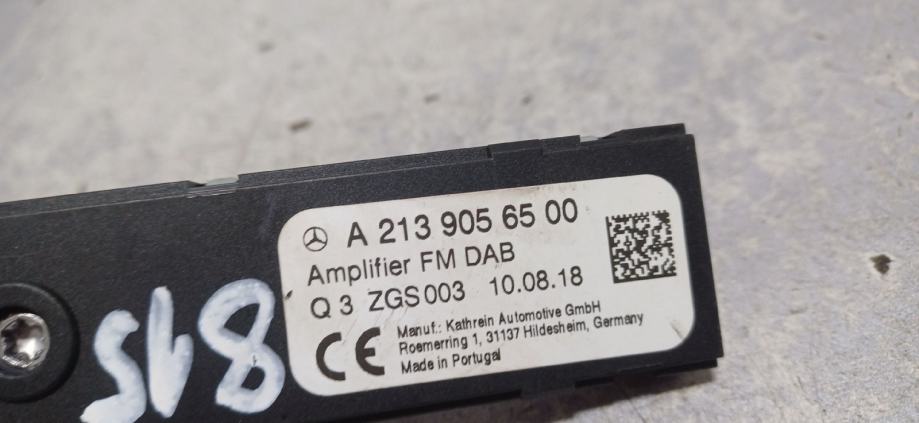 A 213 905 65 00
Amplifier FM DAB
Q 3 ZGS003 10.08.18
CE
Manuf.: Kathrein Automotive GmbH
Roemerring 1, 31137 Hildesheim, Germany
Made in Portugal